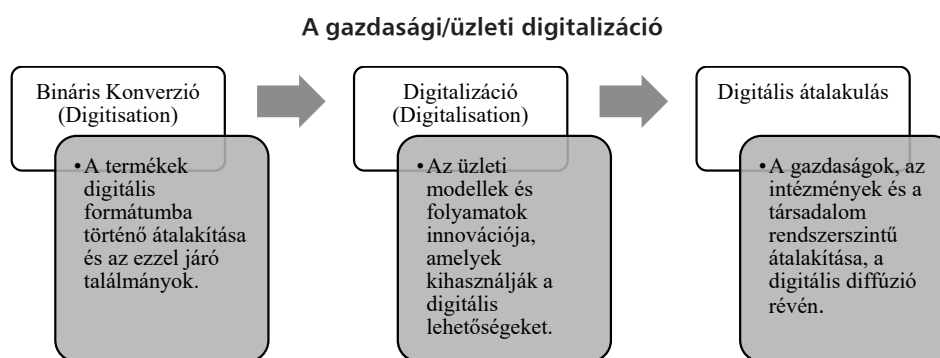 A gazdasági/üzleti digitalizáció
Bináris Konverzió
(Digitisation)
•A termékek
digitális
formátumba
történő átalakítása
és az ezzel járó
találmányok.
Digitalizáció
(Digitalisation)
•Az üzleti
modellek és
folyamatok
innovációja,
amelyek
kihasználják a
digitális
lehetőségeket.
Digitális átalakulás
•A gazdaságok, az
intézmények és a
társadalom
rendszerszintű
átalakítása, a
digitális diffúzió
révén.